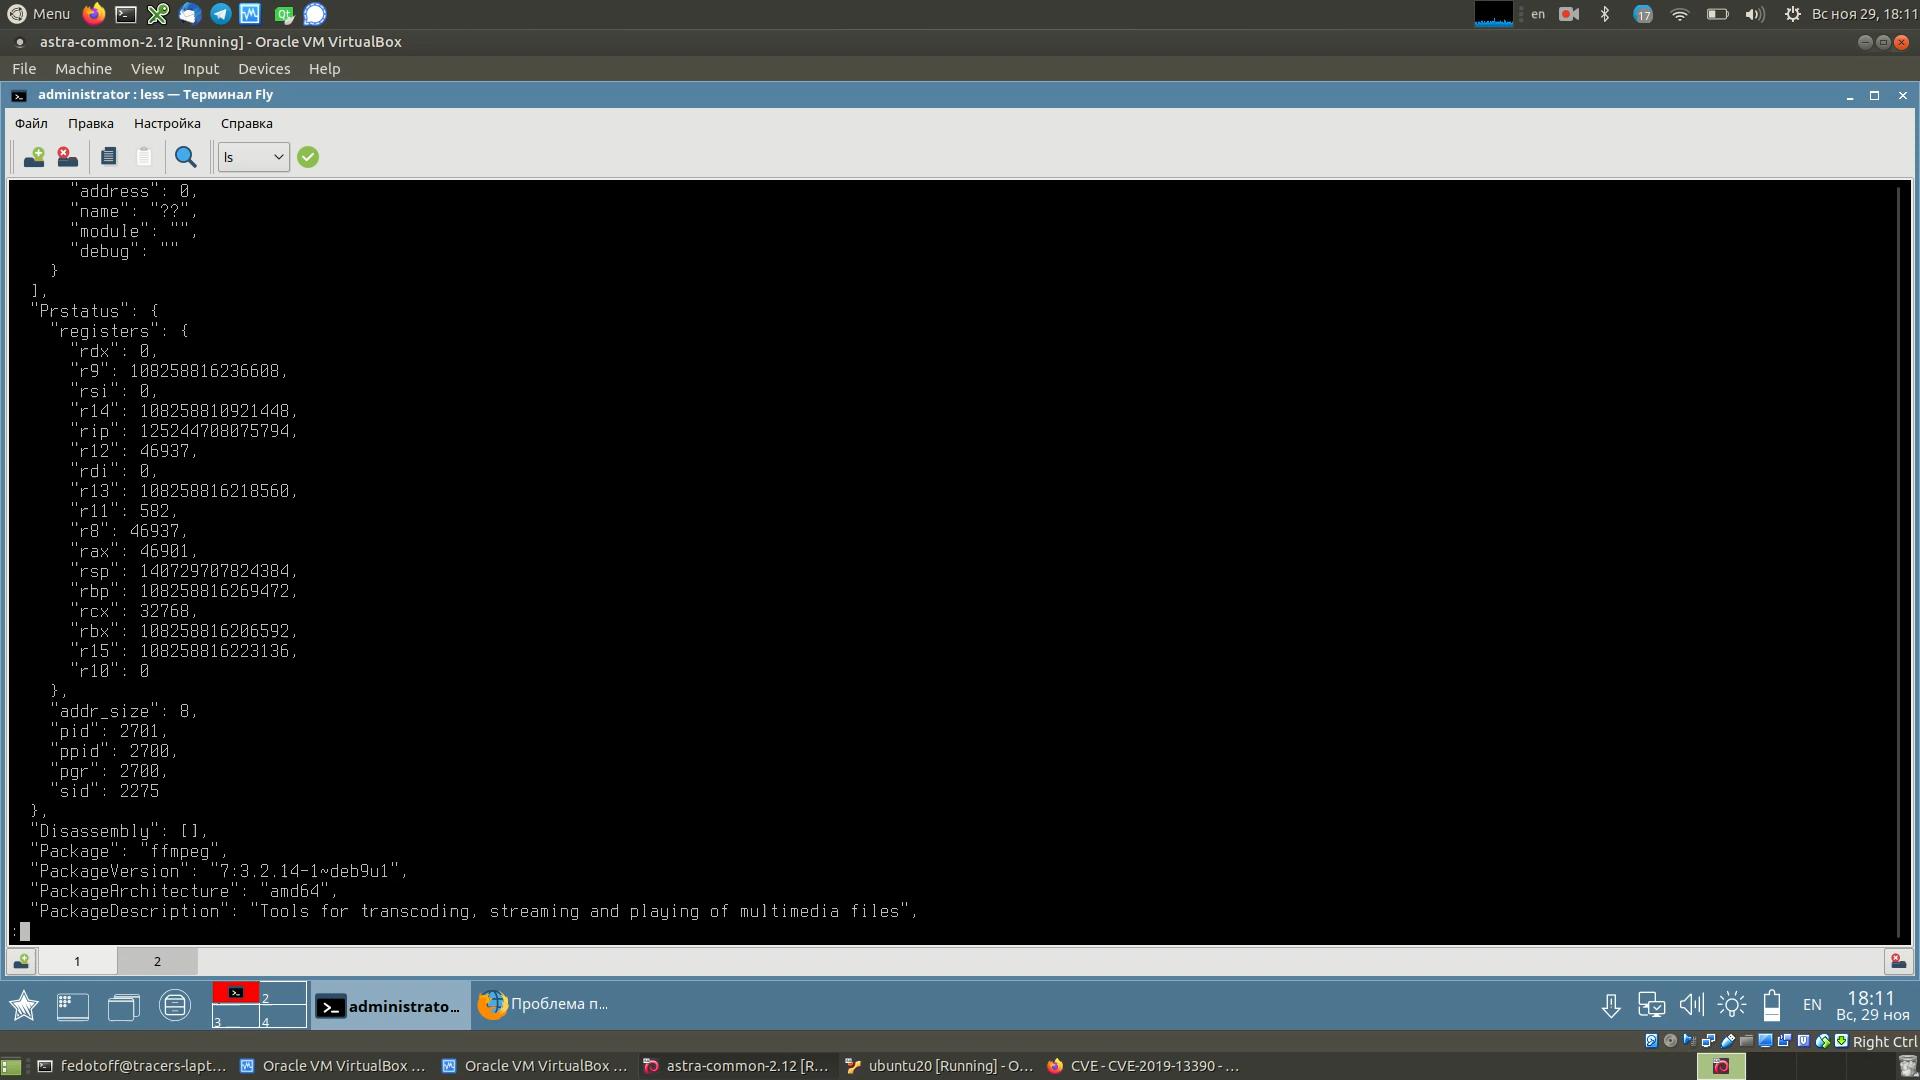 Menu
en
17
Вс ноя 29, 18:11
astra-common-2.12 [Running] - Oracle VM VirtualBox
File Machine View Input Devices Help
administrator : less — Терминал Fly
Файл Правка Настройка Справка
ls
"address": 0,
"name": "??",
"module": "",
"debug": ""
}
],
"Prstatus": {
"registers": {
"rdx": 0,
"r9": 108258816236608,
"rsi": 0,
"r14": 108258810921448,
"rip": 125244708075794,
"r12": 46937,
"rdi": 0,
"r13": 108258816218560,
"r11": 582,
"r8": 46937,
"rax": 46901,
"rsp": 140729707824384,
"rbp": 108258816269472,
"rcx": 32768,
"rbx": 108258816206592,
"r15": 108258816223136,
"r10": 0
},
"addr_size": 8,
"pid": 2701,
"ppid": 2700,
"pgr": 2700,
"sid": 2275
},
"Disassembly": [],
"Package": "ffmpeg",
"PackageVersion": "7:3.2.14-1~deb9u1",
"PackageArchitecture": "amd64",
"PackageDescription": "Tools for transcoding, streaming and playing of multimedia files",
:
1 2
2
3 4
administrato...
Проблема п...
EN
18:11
Вс, 29 ноя
Right Ctrl
fedotoff@tracers-lapt...
Oracle VM VirtualBox ...
Oracle VM VirtualBox ...
astra-common-2.12 [R...
ubuntu20 [Running] - O...
CVE - CVE-2019-13390 - ...